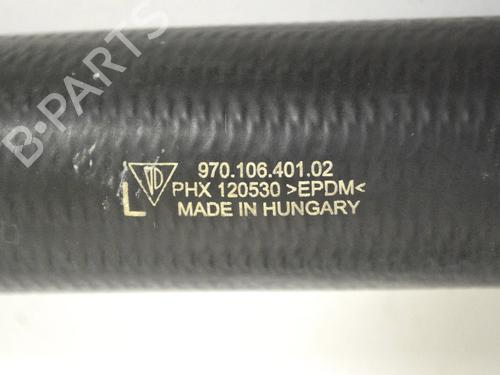 B-PARTS
970.106.401.02
L PHX 120530 >EPDM<
MADE IN HUNGARY